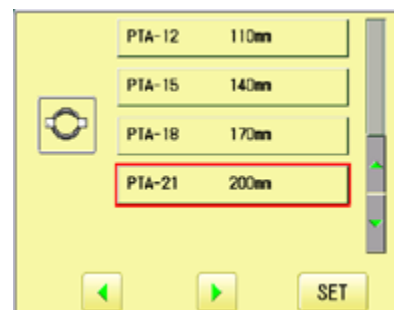 PTA-12 110mm
PTA-15 140mm
PTA-18 170mm
PTA-21 200mm
SET